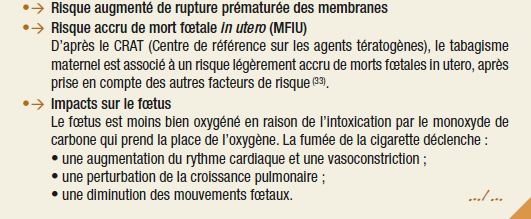 •→ Risque augmenté de rupture prématurée des membranes
•→ Risque accru de mort fœtale in utero (MFIU)
D'après le CRAT (Centre de référence sur les agents tératogènes), le tabagisme
maternel est associé à un risque légèrement accru de morts fœtales in utero, après
prise en compte des autres facteurs de risque (33).
•→ Impacts sur le fœtus
Le fœtus est moins bien oxygéné en raison de l'intoxication par le monoxyde de
carbone qui prend la place de l'oxygène. La fumée de la cigarette déclenche :
• une augmentation du rythme cardiaque et une vasoconstriction ;
• une perturbation de la croissance pulmonaire ;
• une diminution des mouvements fœtaux.
.../...